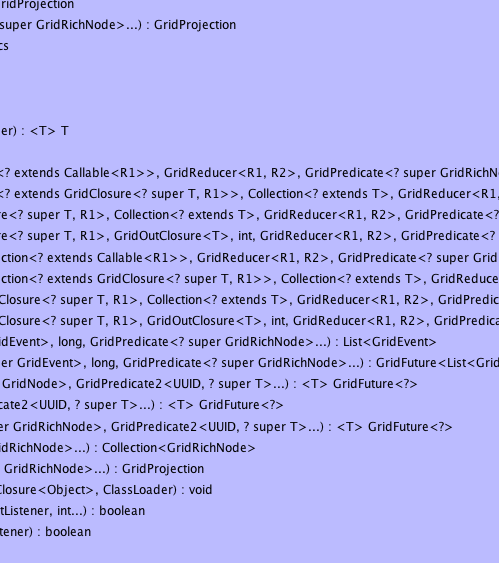 ridProjection
super GridRichNode>...) : GridProjection
cs
er) : <T> T
<? extends Callable<R1>>, GridReducer<R1, R2>, GridPredicate<? super GridRichN
<? extends GridClosure<? super T, R1>>, Collection<? extends T>, GridReducer<R1,
e<? super T, R1>, Collection<? extends T>, GridReducer<R1, R2>, GridPredicate<?
e<? super T, R1>, GridOutClosure<T>, int, GridReducer<R1, R2>, GridPredicate<?
ction<? extends Callable<R1>>, GridReducer<R1, R2>, GridPredicate<? super Grid
ction<? extends GridClosure<? super T, R1>>, Collection<? extends T>, GridReduce
Closure<? super T, R1>, Collection<? extends T>, GridReducer<R1, R2>, GridPredic
Closure<? super T, R1>, GridOutClosure<T>, int, GridReducer<R1, R2>, GridPredica
idEvent>, long, GridPredicate<? super GridRichNode>...) : List<GridEvent>
er GridEvent>, long, GridPredicate<? super GridRichNode>...) : GridFuture<List<Grid
GridNode>, GridPredicate2<UUID, ? super T>...) : <T> GridFuture<?>
cate2<UUID, ? super T>...) : <T> GridFuture<?>
er GridRichNode>, GridPredicate2<UUID, ? super T>...) : <T> GridFuture<?>
idRichNode>...) : Collection<GridRichNode>
GridRichNode>...) : GridProjection
Closure<Object>, ClassLoader) : void
tListener, int...) : boolean
tener) : boolean